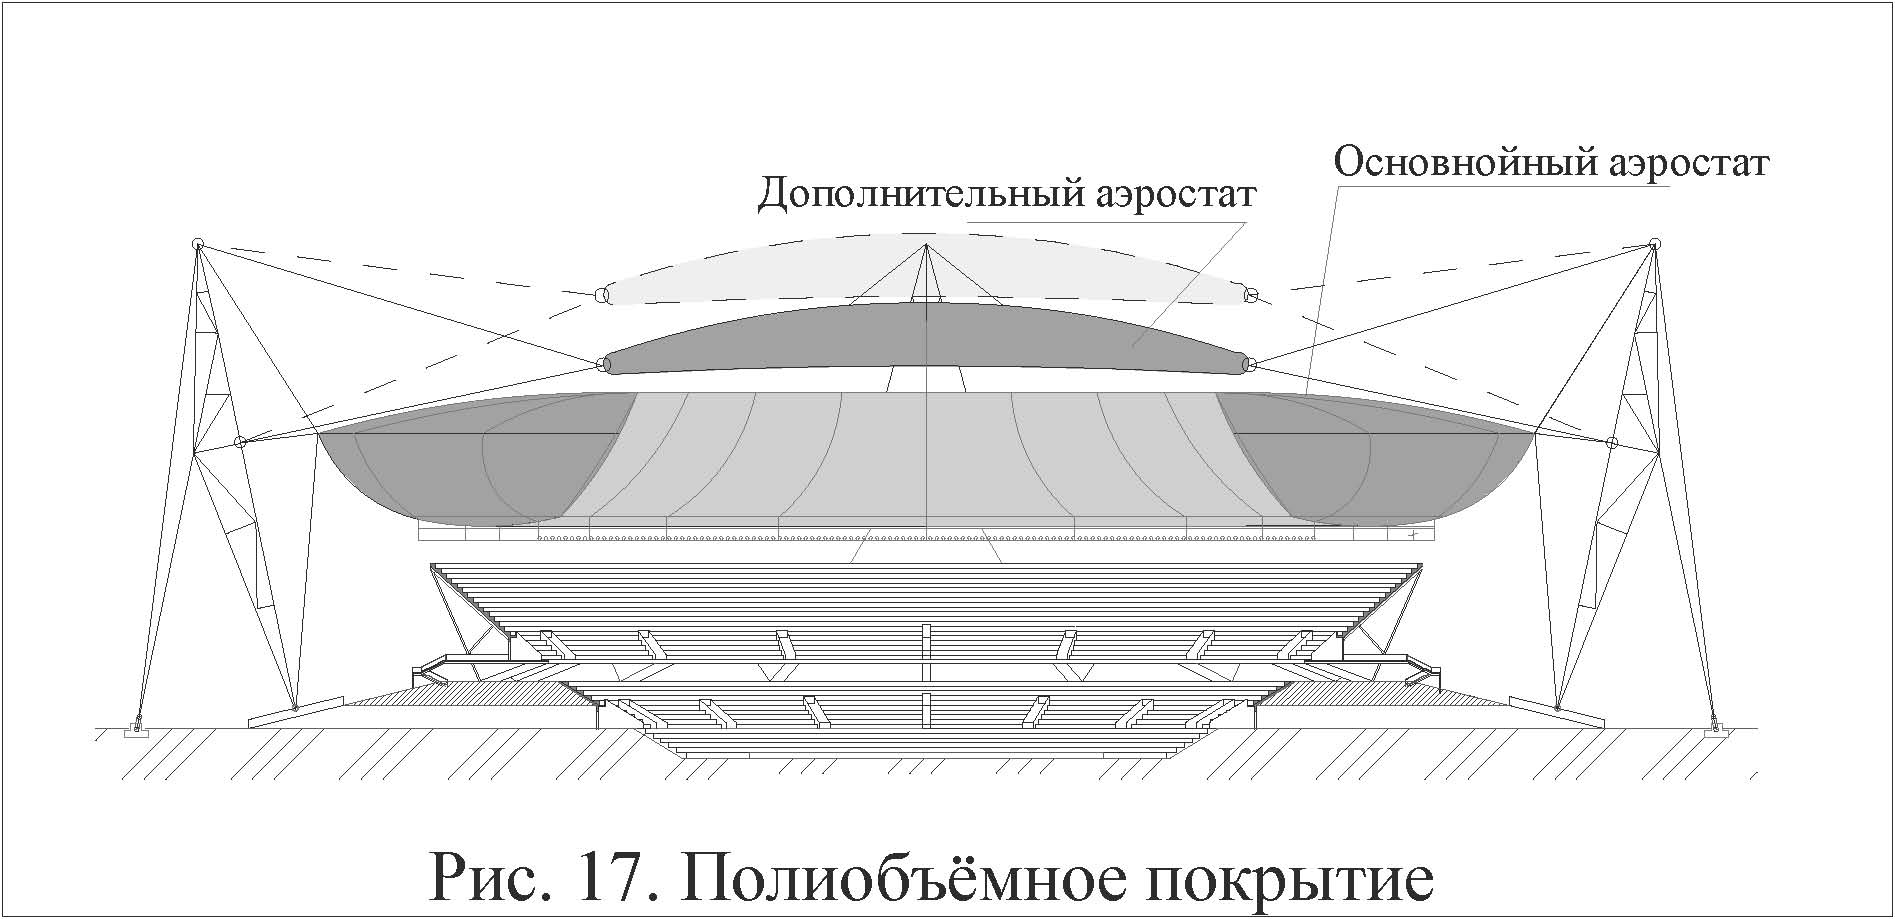 Основнойный аэростат
Дополнительный аэростат
Рис. 17. Полиобъёмное покрытие